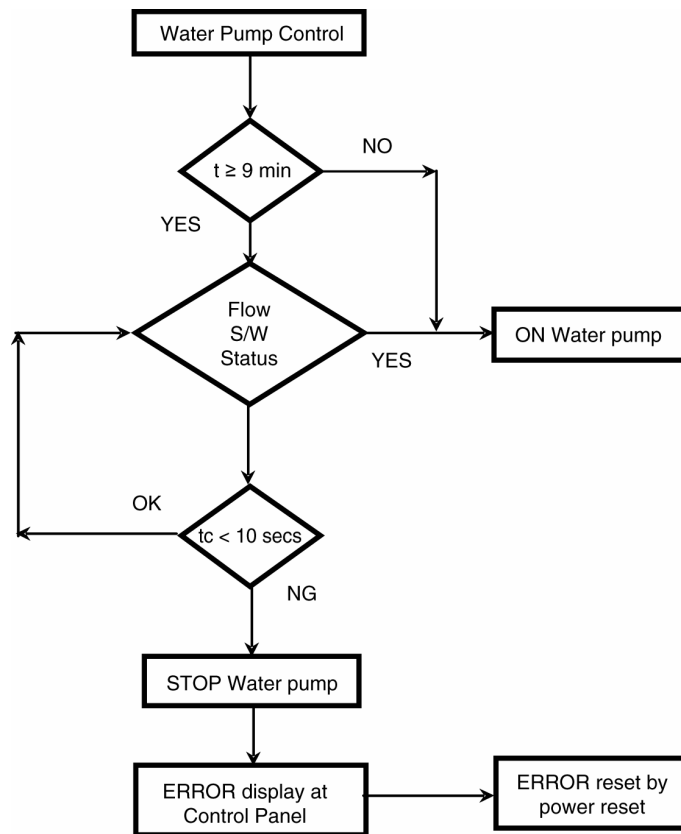 Water Pump Control
NO
t ≥ 9 min
YES
Flow
S/W
Status
YES
ON Water pump
OK
tc < 10 secs
NG
STOP Water pump
ERROR display at
Control Panel
ERROR reset by
power reset